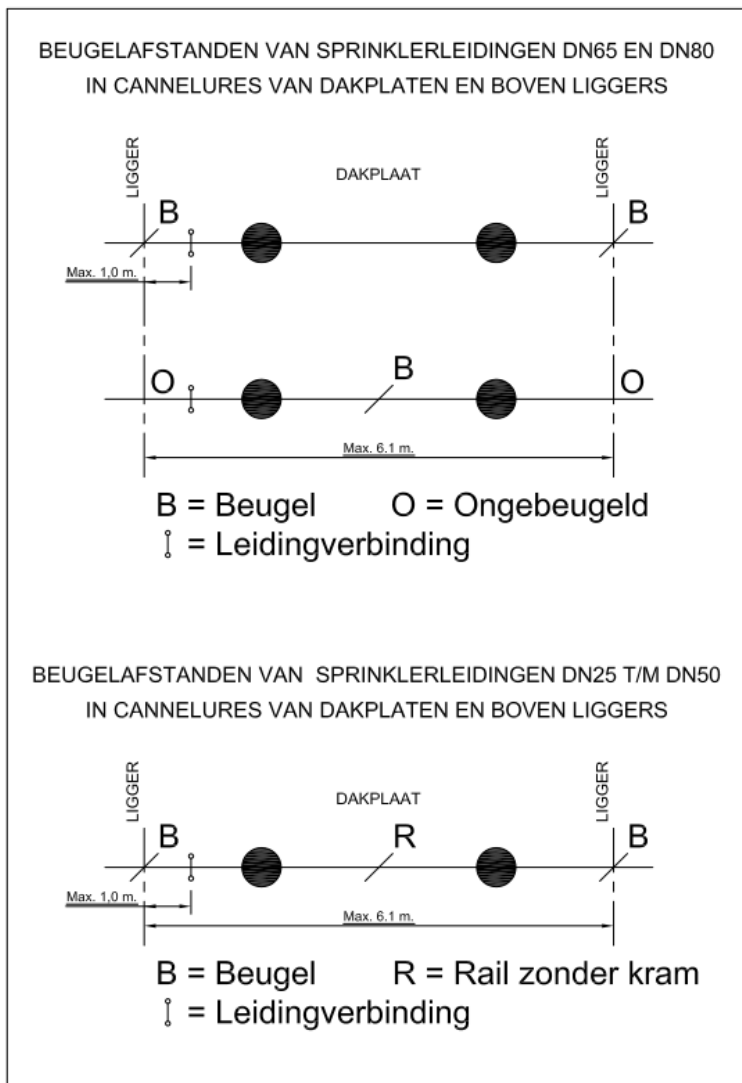 BEUGELAFSTANDEN VAN SPRINKLERLEIDINGEN DN65 EN DN80
IN CANNELURES VAN DAKPLATEN EN BOVEN LIGGERS
LIGGER
DAKPLAAT
LIGGER
B
B
Max. 1,0 m.
O
B
O
Max. 6.1 m.
B = Beugel O = Ongebeugeld
= Leidingverbinding
BEUGELAFSTANDEN VAN SPRINKLERLEIDINGEN DN25 T/M DN50
IN CANNELURES VAN DAKPLATEN EN BOVEN LIGGERS
LIGGER
DAKPLAAT
LIGGER
B
R
B
Max. 1,0 m.
Max. 6.1 m.
B = Beugel R = Rail zonder kram
= Leidingverbinding